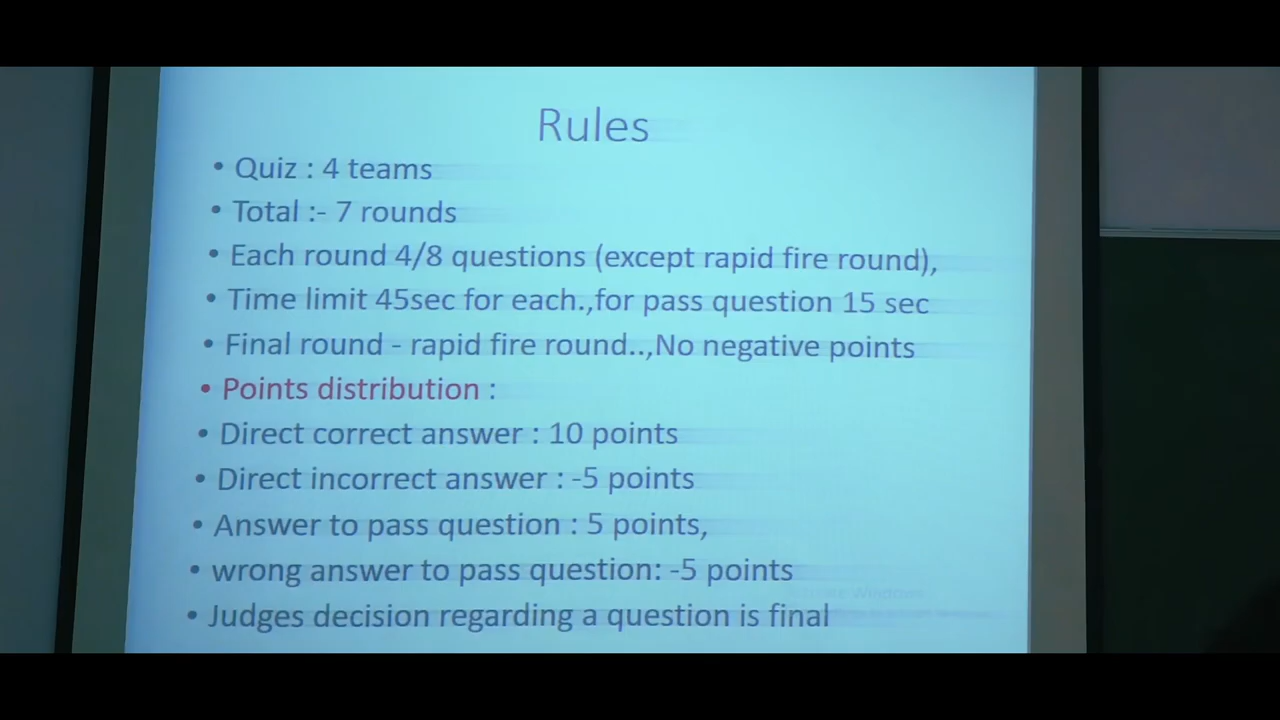 Rules
• Quiz : 4 teams
• Total :- 7 rounds
• Each round 4/8 questions (except rapid fire round),
• Time limit 45sec for each.,for pass question 15 sec
• Final round - rapid fire round..,No negative points
• Points distribution :
• Direct correct answer : 10 points
• Direct incorrect answer : -5 points
• Answer to pass question : 5 points,
• wrong answer to pass question: -5 points
Activate Windows
• Judges decision regarding a question is final